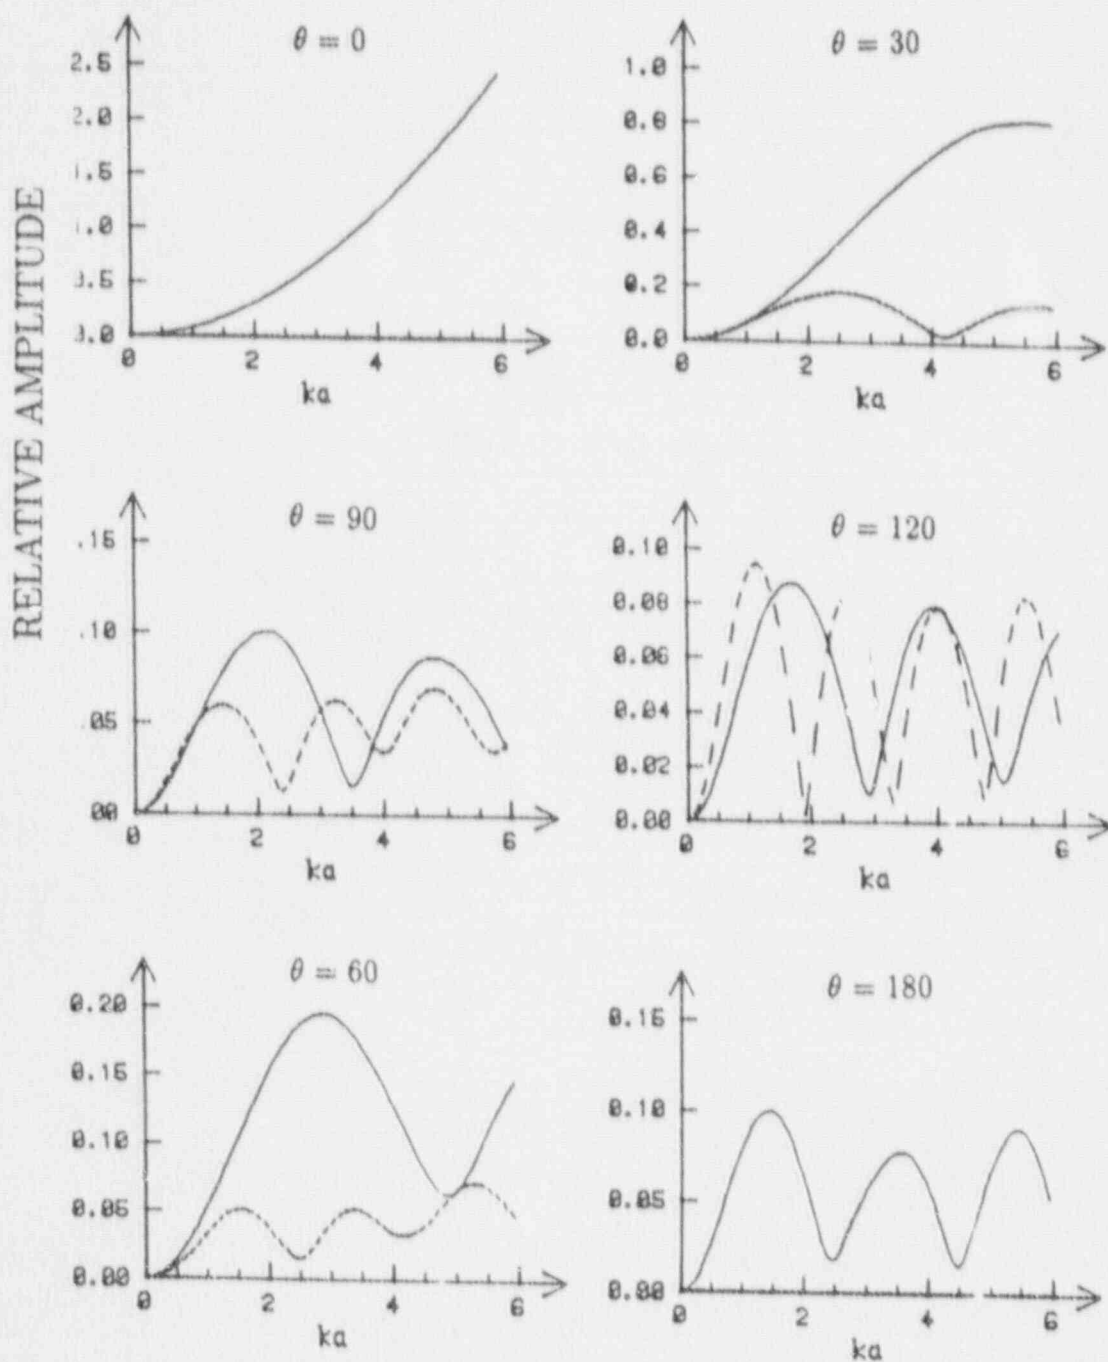 RELATIVE AMPLITUDE
θ = 0
2.5
2.0
1.5
1.0
0.5
0.0
0 2 4 6
ka
θ = 30
1.0
0.8
0.6
0.4
0.2
0.0
0 2 4 6
ka
θ = 90
.15
.10
.05
.00
0 2 4 6
ka
θ = 120
0.10
0.08
0.06
0.04
0.02
0.00
0 2 4 6
ka
θ = 60
0.20
0.15
0.10
0.05
0.00
0 2 4 6
ka
θ = 180
0.15
0.10
0.05
0.00
0 2 4 6
ka